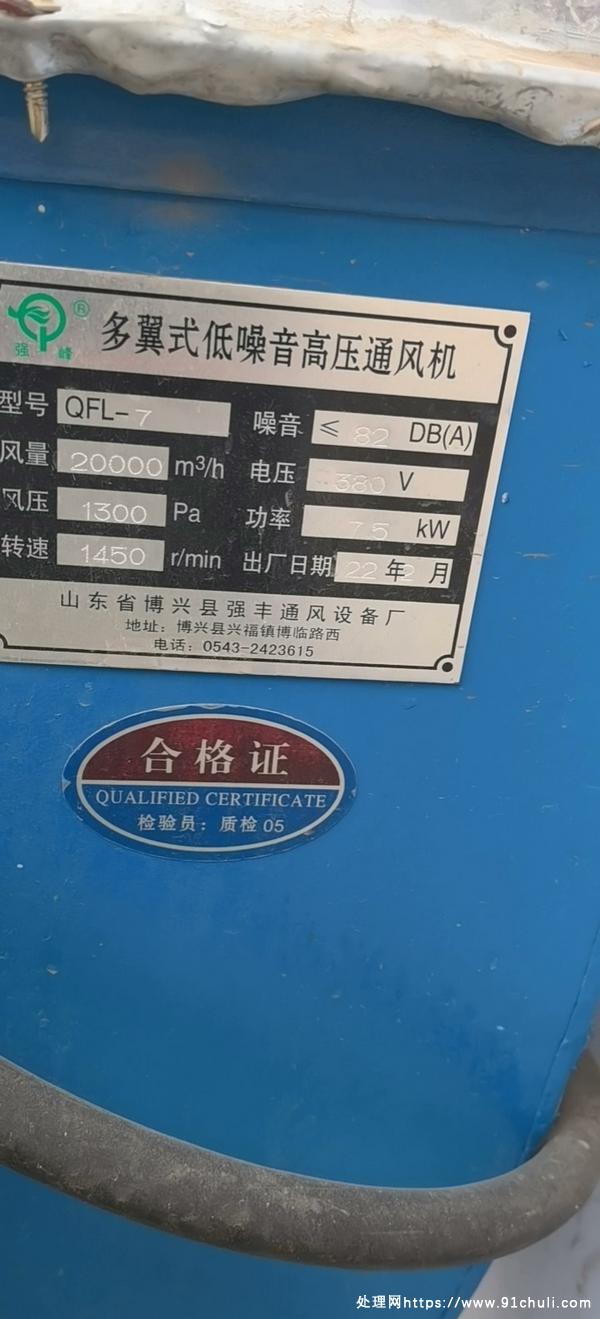 强峰 ®
多翼式低噪音高压通风机
型号 QFL-7 噪音 ≤ 82 DB(A)
风量 20000 m³/h 电压 380 V
风压 1300 Pa 功率 7.5 kW
转速 1450 r/min 出厂日期 22年2月
山东省博兴县强丰通风设备厂
地址：博兴县兴福镇博临路西
电话：0543-2423615
合格证
QUALIFIED CERTIFICATE
检验员：质检 05
处理网https://www.91chuli.com